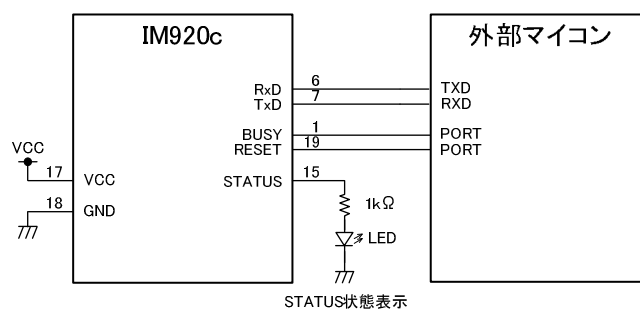 IM920c
外部マイコン
RxD 6 TXD
TxD 7 RXD
BUSY 1 PORT
RESET 19 PORT
VCC
17 VCC
STATUS 15
18 GND
1kΩ
LED
STATUS状態表示